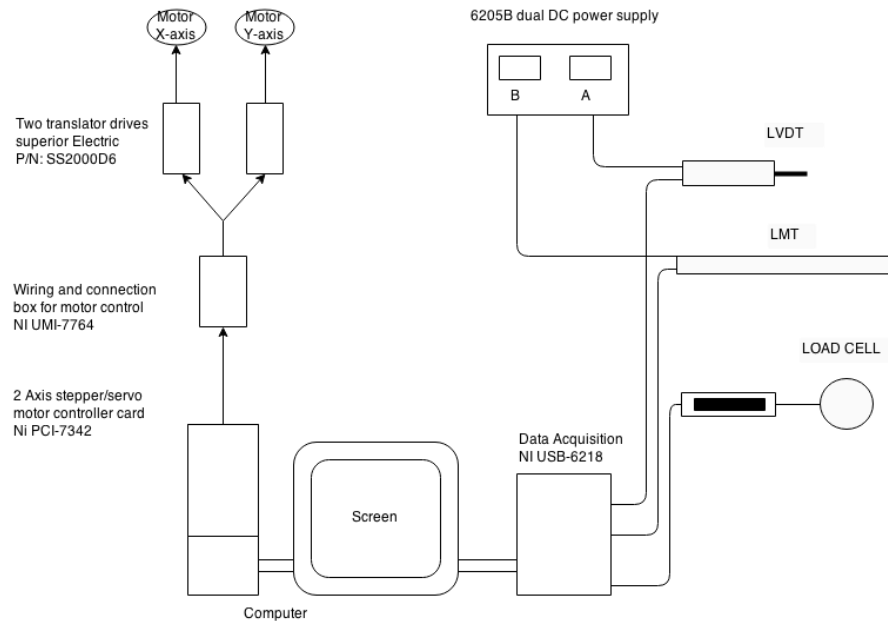 Motor
X-axis
Motor
Y-axis
6205B dual DC power supply
B
A
Two translator drives
superior Electric
P/N: SS2000D6
LVDT
LMT
Wiring and connection
box for motor control
NI UMI-7764
LOAD CELL
2 Axis stepper/servo
motor controller card
Ni PCI-7342
Data Acquisition
NI USB-6218
Screen
Computer